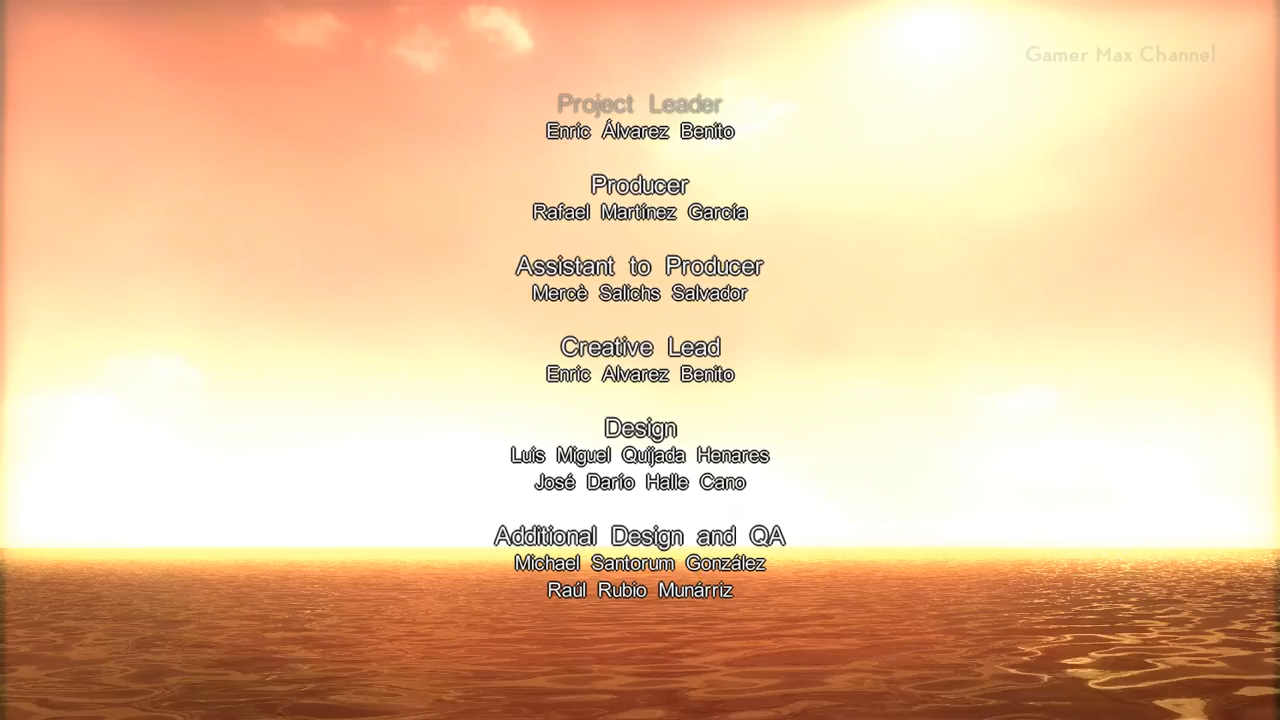 Gamer Max Channel
Project Leader
Enric Álvarez Benito
Producer
Rafael Martínez García
Assistant to Producer
Mercè Salichs Salvador
Creative Lead
Enric Alvarez Benito
Design
Luis Miguel Quijada Henares
José Darío Halle Cano
Additional Design and QA
Michael Santorum González
Raúl Rubio Munárriz